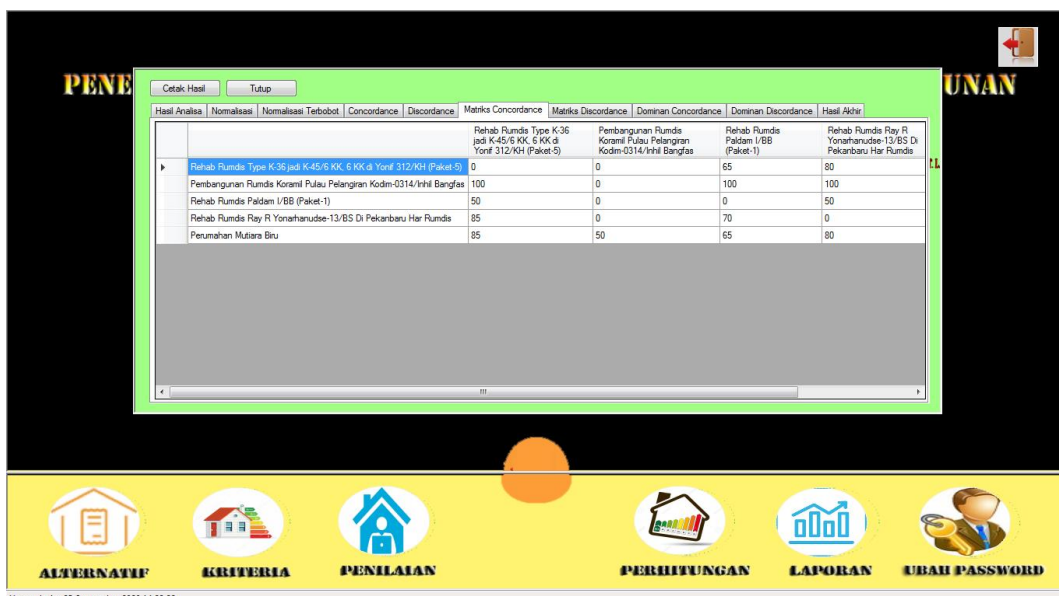 PENE
UNAN
Cetak Hasil
Tutup
Hasil Analisa
Normalisasi
Normalisasi Terbobot
Concordance
Discordance
Matriks Concordance
Matriks Discordance
Dominan Concordance
Dominan Discordance
Hasil Akhir
Rehab Rumdis Type K-36
jadi K-45/6 KK, 6 KK di
Yonif 312/KH (Paket-5)
Pembangunan Rumdis
Koramil Pulau Pelangiran
Kodim-0314/Inhil Bangfas
Rehab Rumdis
Paldam I/BB
(Paket-1)
Rehab Rumdis Ray R
Yonarhanudse-13/BS Di
Pekanbaru Har Rumdis
Rehab Rumdis Type K-36 jadi K-45/6 KK, 6 KK di Yonif 312/KH (Paket-5) 0 0 65 80
Pembangunan Rumdis Koramil Pulau Pelangiran Kodim-0314/Inhil Bangfas 100 0 100 100
Rehab Rumdis Paldam I/BB (Paket-1) 50 0 0 50
Rehab Rumdis Ray R Yonarhanudse-13/BS Di Pekanbaru Har Rumdis 85 0 70 0
Perumahan Mutiara Biru 85 50 65 80
ALTERNATIF
KRITERIA
PENILAIAN
PERHITUNGAN
LAPORAN
UBAH PASSWORD